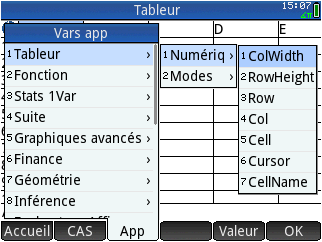 Tableur
15:07
D
E
Vars app
1 Tableur
2 Fonction
3 Stats 1Var
4 Suite
5 Graphiques avancés
6 Finance
7 Géométrie
8 Inférence
1 Numériq
2 Modes
1 ColWidth
2 RowHeight
3 Row
4 Col
5 Cell
6 Cursor
7 CellName
Accueil
CAS
App
Valeur
OK